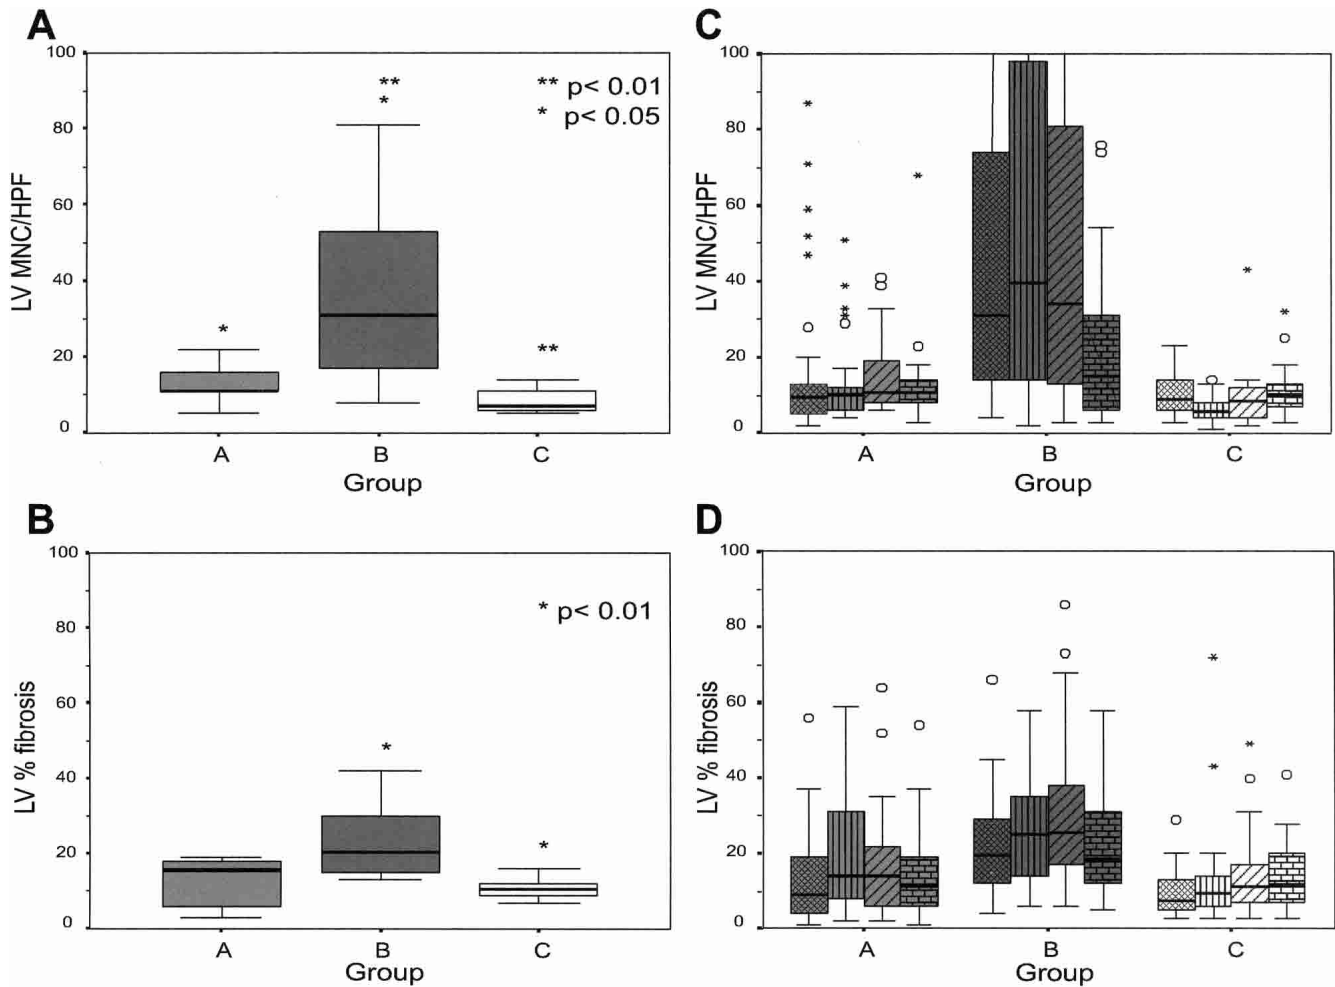 A
100
80
60
40
20
0
LV MNC/HPF
*
**
*
**
** p< 0.01
* p< 0.05
A
B
C
Group
C
100
80
60
40
20
0
LV MNC/HPF
A
B
C
Group
B
100
80
60
40
20
0
LV % fibrosis
*
*
* p< 0.01
A
B
C
Group
D
100
80
60
40
20
0
LV % fibrosis
A
B
C
Group